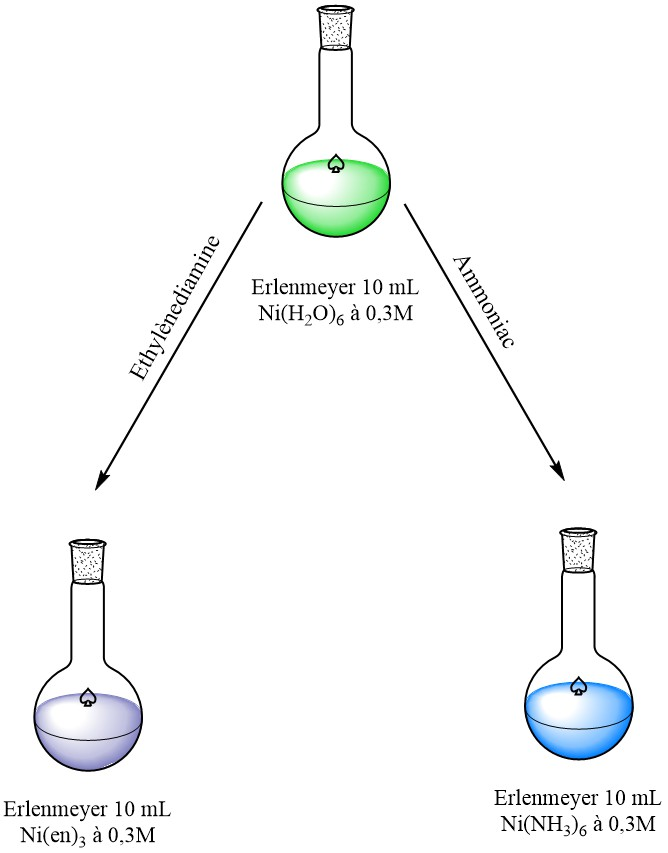 Erlenmeyer 10 mL
Ni(H₂O)₆ à 0,3M
Ethylènediamine
Ammoniac
Erlenmeyer 10 mL
Ni(en)₃ à 0,3M
Erlenmeyer 10 mL
Ni(NH₃)₆ à 0,3M